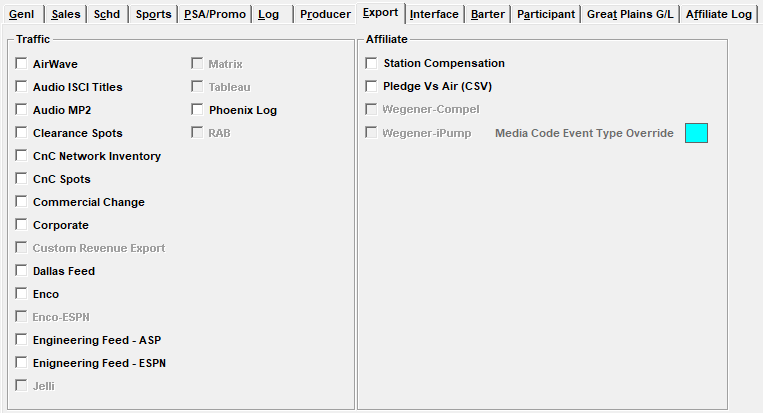 Genl Sales Schd Sports PSA/Promo Log Producer Export Interface Barter Participant Great Plains G/L Affiliate Log
Traffic
AirWave
Audio ISCI Titles
Audio MP2
Clearance Spots
CnC Network Inventory
CnC Spots
Commercial Change
Corporate
Custom Revenue Export
Dallas Feed
Enco
Enco-ESPN
Engineering Feed - ASP
Enigneering Feed - ESPN
Jelli
Matrix
Tableau
Phoenix Log
RAB
Affiliate
Station Compensation
Pledge Vs Air (CSV)
Wegener-Compel
Wegener-iPump Media Code Event Type Override